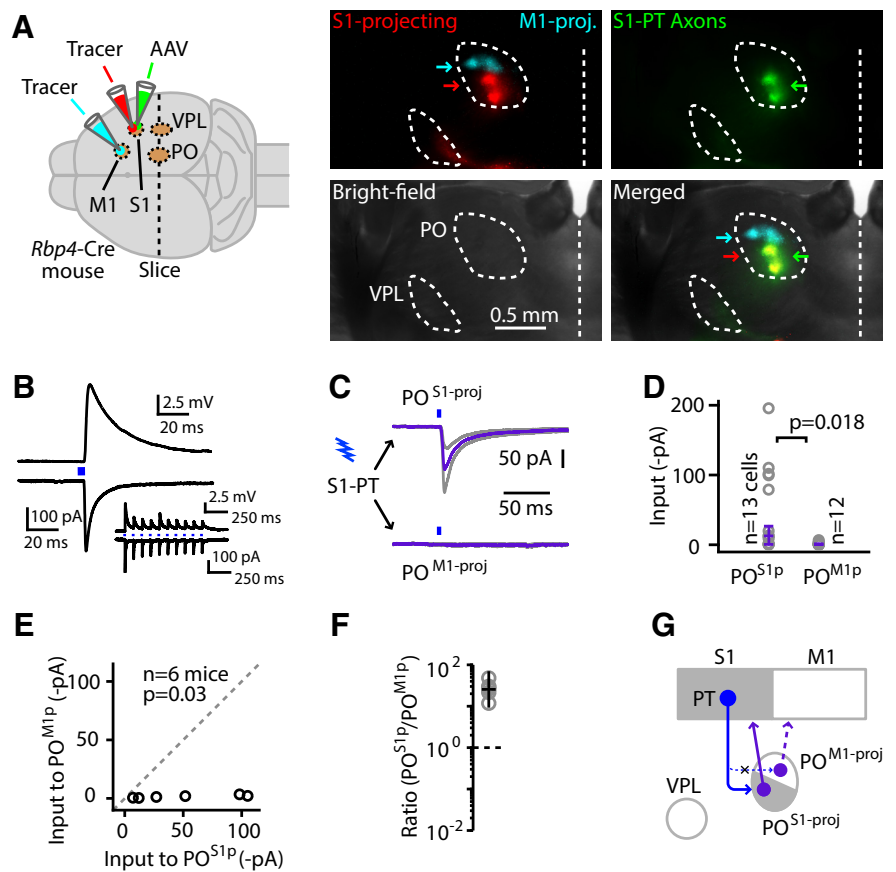 A
Tracer
AAV
Tracer
VPL
PO
M1
S1
Rbp4-Cre
mouse
Slice
S1-projecting
M1-proj.
S1-PT Axons
Bright-field
PO
VPL
0.5 mm
Merged
B
2.5 mV
20 ms
100 pA
20 ms
2.5 mV
250 ms
100 pA
250 ms
C
PO^S1-proj
S1-PT
50 pA
50 ms
PO^M1-proj
D
Input (-pA)
200
100
0
p=0.018
n=13 cells
n=12
PO^S1p
PO^M1p
E
Input to PO^M1p (-pA)
100
50
0
n=6 mice
p=0.03
0
50
100
Input to PO^S1p (-pA)
F
Ratio (PO^S1p/PO^M1p)
10^2
10^0
10^-2
G
S1
M1
PT
PO^M1-proj
VPL
PO^S1-proj